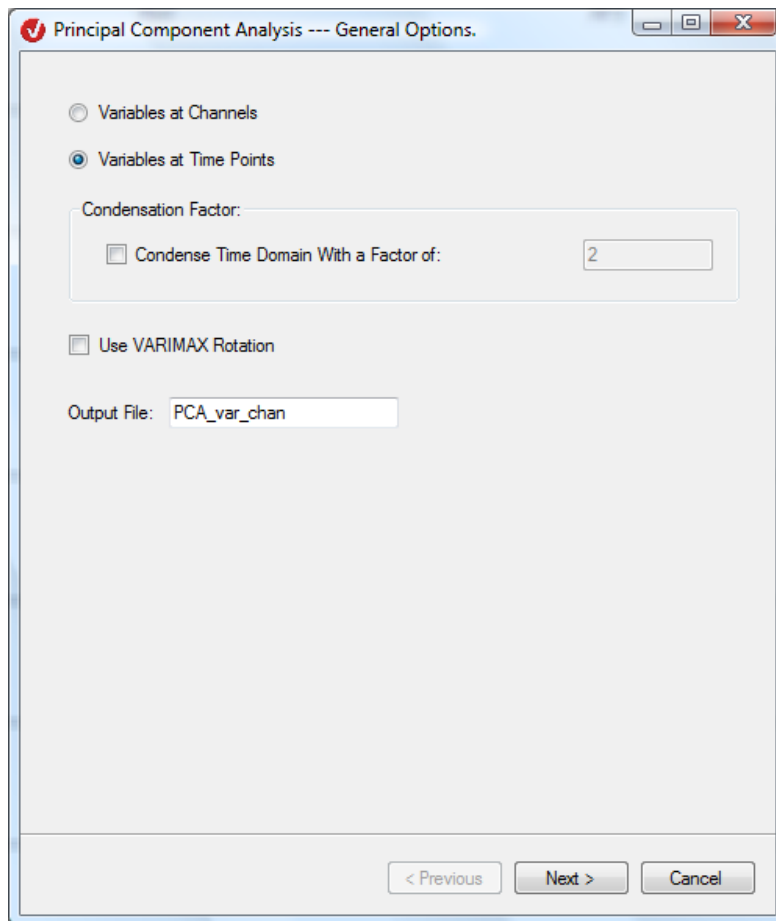 Principal Component Analysis --- General Options.
Variables at Channels
Variables at Time Points
Condensation Factor:
Condense Time Domain With a Factor of: 2
Use VARIMAX Rotation
Output File: PCA_var_chan
< Previous Next > Cancel